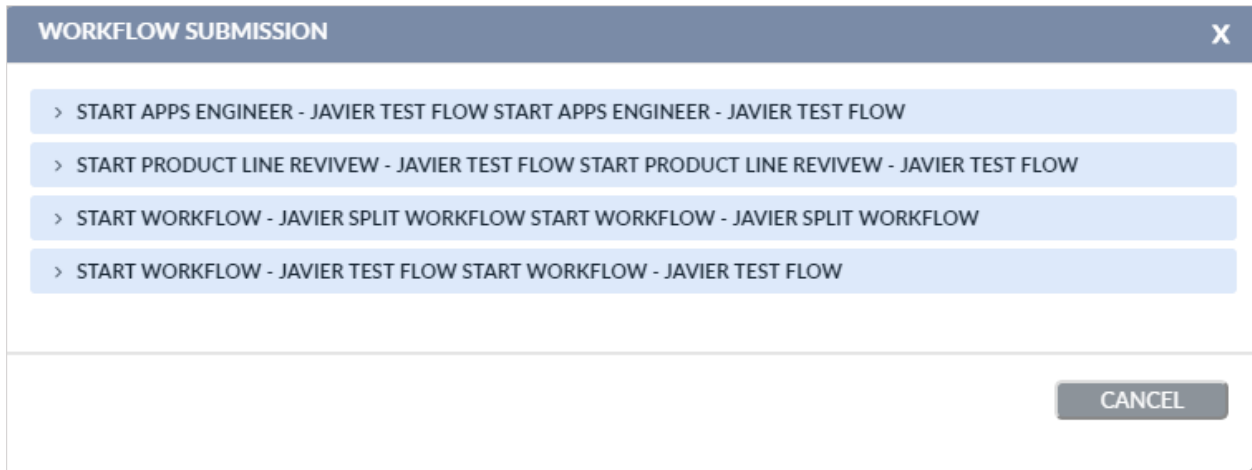 WORKFLOW SUBMISSION X
> START APPS ENGINEER - JAVIER TEST FLOW START APPS ENGINEER - JAVIER TEST FLOW
> START PRODUCT LINE REVIVEW - JAVIER TEST FLOW START PRODUCT LINE REVIVEW - JAVIER TEST FLOW
> START WORKFLOW - JAVIER SPLIT WORKFLOW START WORKFLOW - JAVIER SPLIT WORKFLOW
> START WORKFLOW - JAVIER TEST FLOW START WORKFLOW - JAVIER TEST FLOW
CANCEL